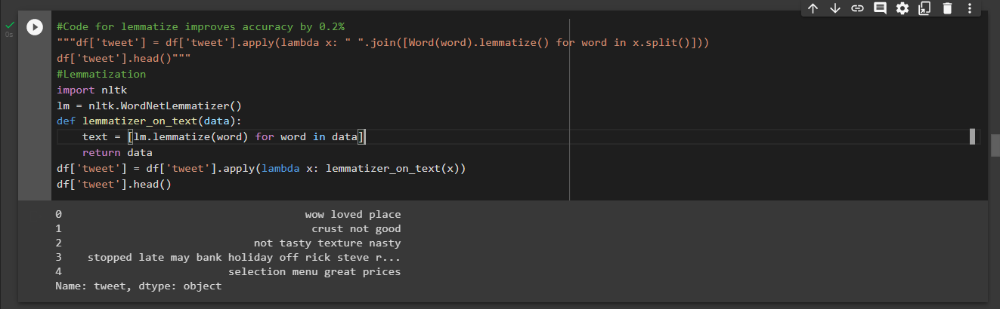 #Code for lemmatize improves accuracy by 0.2%
"""df['tweet'] = df['tweet'].apply(lambda x: " ".join([Word(word).lemmatize() for word in x.split()]))
df['tweet'].head()"""
#Lemmatization
import nltk
lm = nltk.WordNetLemmatizer()
def lemmatizer_on_text(data):
    text = [lm.lemmatize(word) for word in data]
    return data
df['tweet'] = df['tweet'].apply(lambda x: lemmatizer_on_text(x))
df['tweet'].head()
0s
0 wow loved place
1 crust not good
2 not tasty texture nasty
3 stopped late may bank holiday off rick steve r...
4 selection menu great prices
Name: tweet, dtype: object